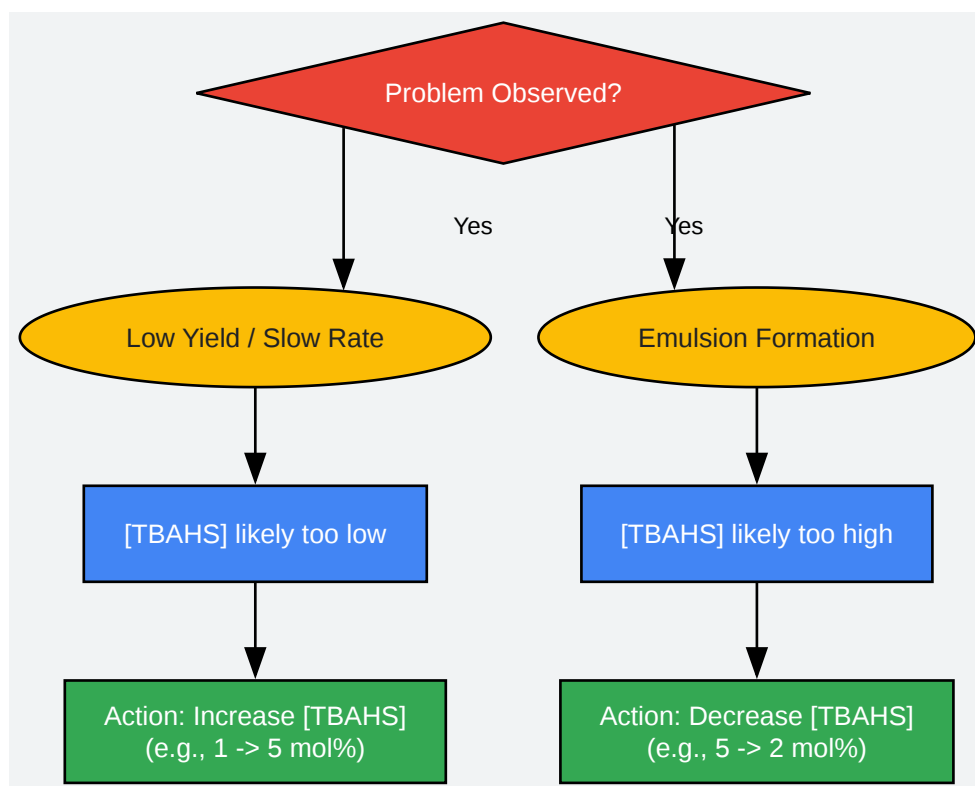 Problem Observed?
Yes
Yes
Low Yield / Slow Rate
Emulsion Formation
[TBAHS] likely too low
[TBAHS] likely too high
Action: Increase [TBAHS]
(e.g., 1 -> 5 mol%)
Action: Decrease [TBAHS]
(e.g., 5 -> 2 mol%)